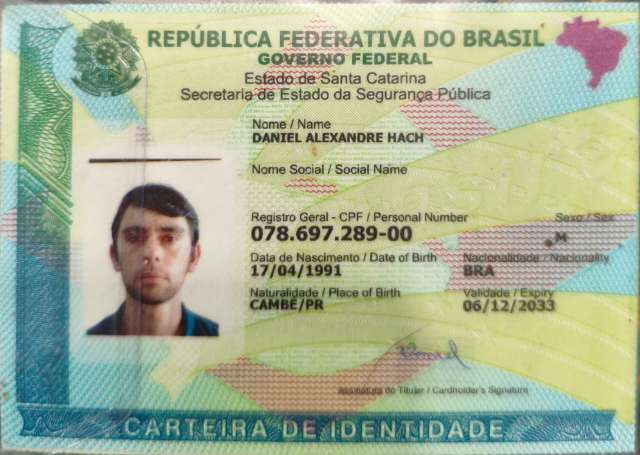 REPÚBLICA FEDERATIVA DO BRASIL
GOVERNO FEDERAL
Estado de Santa Catarina
Secretaria de Estado da Segurança Pública
Nome / Name
DANIEL ALEXANDRE HACH
Nome Social / Social Name
Registro Geral - CPF / Personal Number
Sexo / Sex
078.697.289-00
M
Data de Nascimento / Date of Birth
Nacionalidade / Nacionality
17/04/1991
BRA
Naturalidade / Place of Birth
Validade / Expiry
CAMBÉ/PR
06/12/2033
Assinatura do Titular / Cardholder's Signature
CARTEIRA DE IDENTIDADE